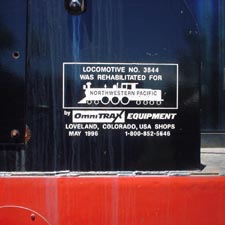 LOCOMOTIVE NO. 3844
WAS REHABILITATED FOR
NORTHWESTERN PACIFIC
by OmniTRAX EQUIPMENT
LOVELAND, COLORADO, USA SHOPS
MAY 1996 1-800-852-5646